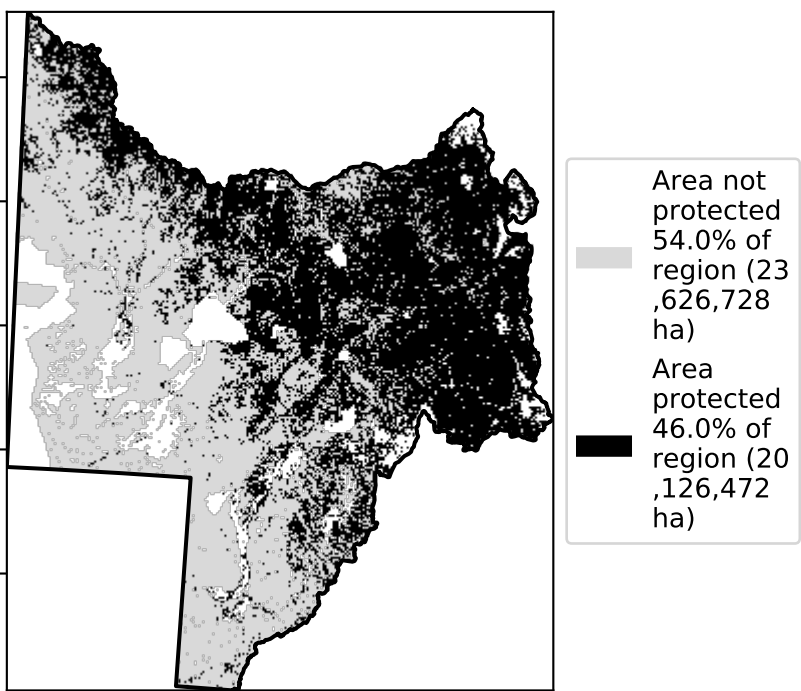 Area not
protected
54.0% of
region (23
,626,728
ha)
Area
protected
46.0% of
region (20
,126,472
ha)